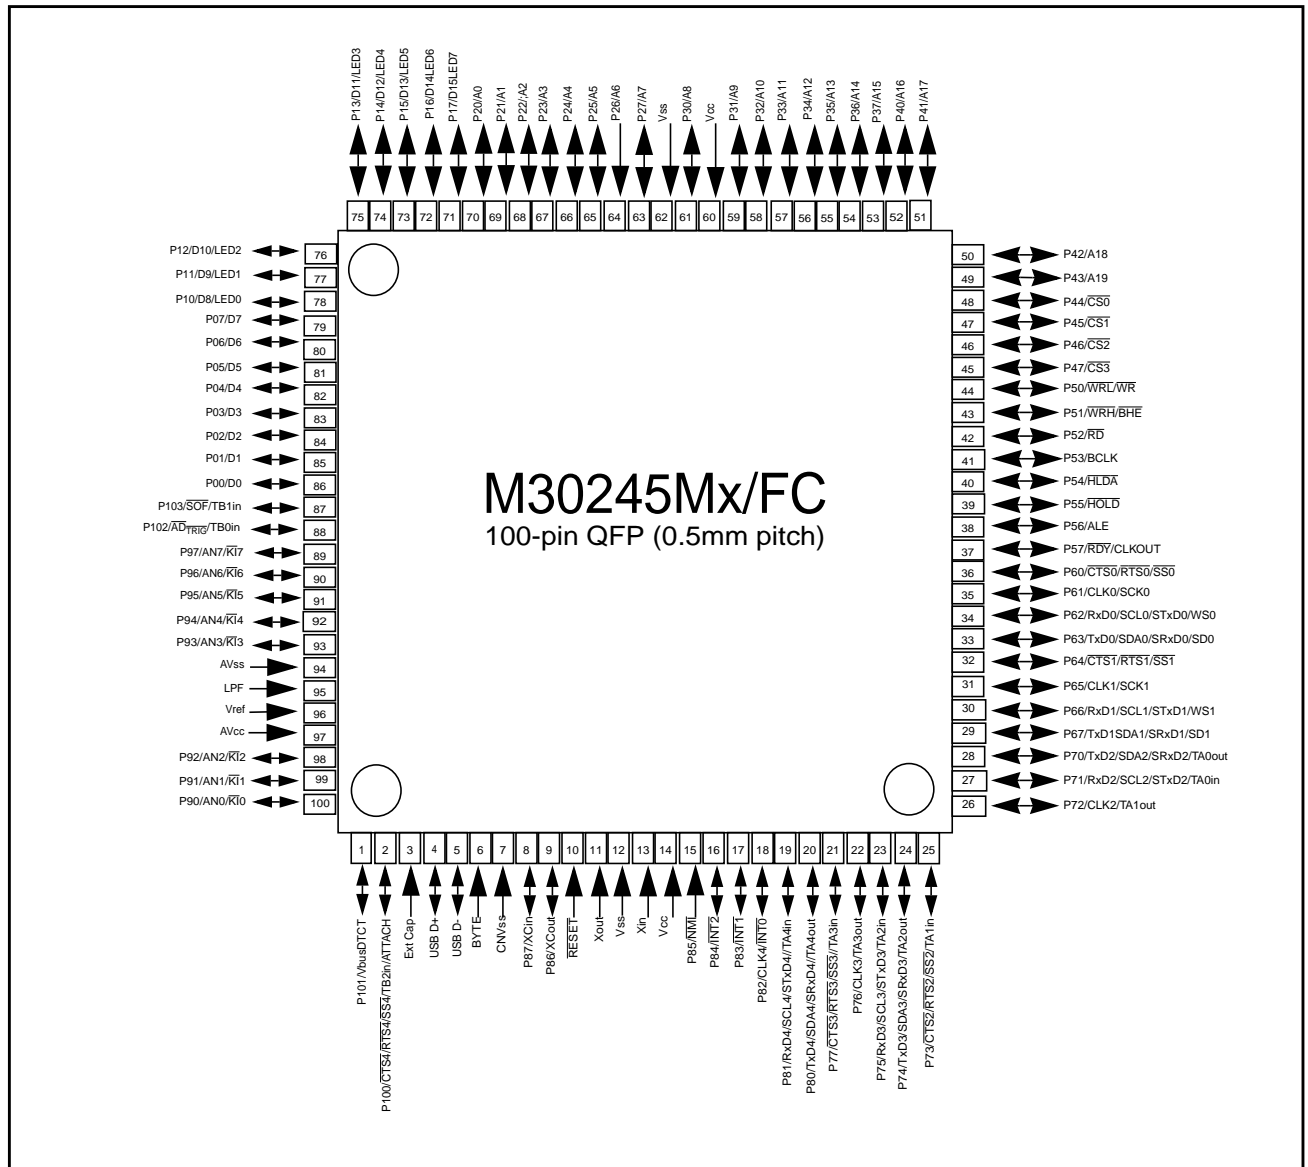 P13/D11/LED3
P14/D12/LED4
P15/D13/LED5
P16/D14LED6
P17/D15LED7
P20/A0
P21/A1
P22/;A2
P23/A3
P24/A4
P25/A5
P26/A6
P27/A7
Vss
P30/A8
Vcc
P31/A9
P32/A10
P33/A11
P34/A12
P35/A13
P36/A14
P37/A15
P40/A16
P41/A17
75 74 73 72 71 70 69 68 67 66 65 64 63 62 61 60 59 58 57 56 55 54 53 52 51
P12/D10/LED2 76
P11/D9/LED1 77
P10/D8/LED0 78
P07/D7 79
P06/D6 80
P05/D5 81
P04/D4 82
P03/D3 83
P02/D2 84
P01/D1 85
P00/D0 86
P103/SOF/TB1in 87
P102/ADTRIG/TB0in 88
P97/AN7/KI7 89
P96/AN6/KI6 90
P95/AN5/KI5 91
P94/AN4/KI4 92
P93/AN3/KI3 93
AVss 94
LPF 95
Vref 96
AVcc 97
P92/AN2/KI2 98
P91/AN1/KI1 99
P90/AN0/KI0 100
M30245Mx/FC
100-pin QFP (0.5mm pitch)
50 P42/A18
49 P43/A19
48 P44/CS0
47 P45/CS1
46 P46/CS2
45 P47/CS3
44 P50/WRL/WR
43 P51/WRH/BHE
42 P52/RD
41 P53/BCLK
40 P54/HLDA
39 P55/HOLD
38 P56/ALE
37 P57/RDY/CLKOUT
36 P60/CTS0/RTS0/SS0
35 P61/CLK0/SCK0
34 P62/RxD0/SCL0/STxD0/WS0
33 P63/TxD0/SDA0/SRxD0/SD0
32 P64/CTS1/RTS1/SS1
31 P65/CLK1/SCK1
30 P66/RxD1/SCL1/STxD1/WS1
29 P67/TxD1SDA1/SRxD1/SD1
28 P70/TxD2/SDA2/SRxD2/TA0out
27 P71/RxD2/SCL2/STxD2/TA0in
26 P72/CLK2/TA1out
1 2 3 4 5 6 7 8 9 10 11 12 13 14 15 16 17 18 19 20 21 22 23 24 25
P101/VbusDTCT
P100/CTS4/RTS4/SS4/TB2in/ATTACH
Ext Cap
USB D+
USB D-
BYTE
CNVss
P87/XCin
P86/XCout
RESET
Xout
Vss
Xin
Vcc
P85/NMI
P84/INT2
P83/INT1
P82/CLK4/INT0
P81/RxD4/SCL4/STxD4//TA4in
P80/TxD4/SDA4/SRxD4//TA4out
P77/CTS3/RTS3/SS3//TA3in
P76/CLK3/TA3out
P75/RxD3/SCL3/STxD3/TA2in
P74/TxD3/SDA3/SRxD3/TA2out
P73/CTS2/RTS2/SS2/TA1in